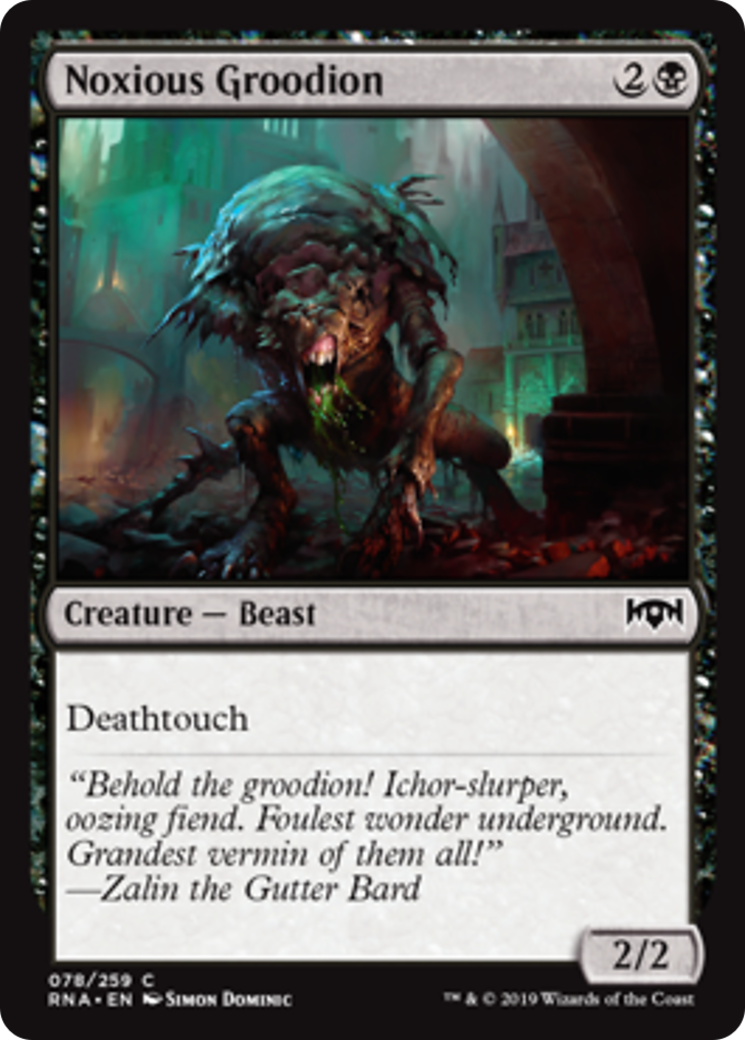 Noxious Groodion 2
Creature — Beast
Deathtouch
“Behold the groodion! Ichor-slurper,
oozing fiend. Foulest wonder underground.
Grandest vermin of them all!”
—Zalin the Gutter Bard
2/2
078/259 C
RNA • EN Simon Dominic
™ & © 2019 Wizards of the Coast